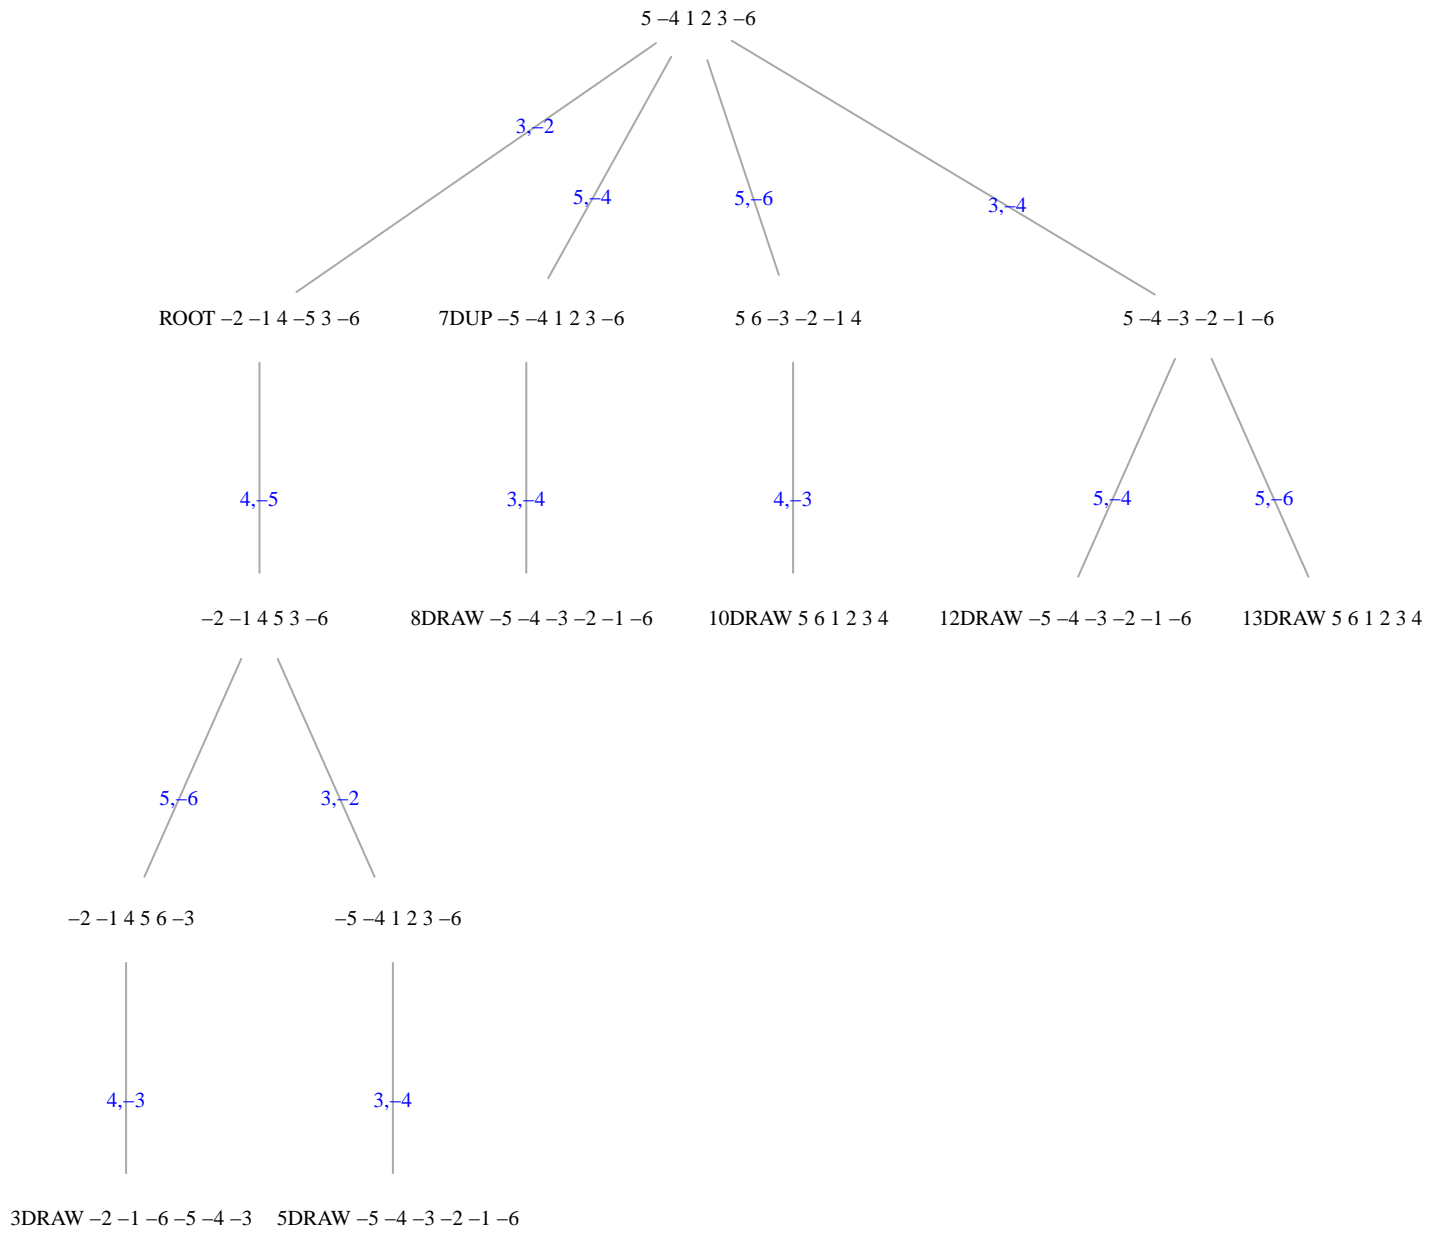 5 –4 1 2 3 –6
3,–2
5,–4
5,–6
3,–4
ROOT –2 –1 4 –5 3 –6
7DUP –5 –4 1 2 3 –6
5 6 –3 –2 –1 4
5 –4 –3 –2 –1 –6
4,–5
3,–4
4,–3
5,–4
5,–6
–2 –1 4 5 3 –6
8DRAW –5 –4 –3 –2 –1 –6
10DRAW 5 6 1 2 3 4
12DRAW –5 –4 –3 –2 –1 –6
13DRAW 5 6 1 2 3 4
5,–6
3,–2
–2 –1 4 5 6 –3
–5 –4 1 2 3 –6
4,–3
3,–4
3DRAW –2 –1 –6 –5 –4 –3
5DRAW –5 –4 –3 –2 –1 –6